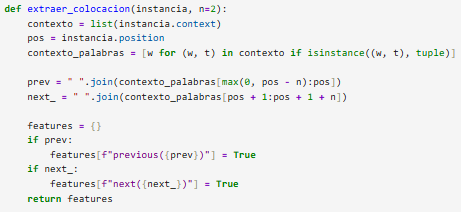 def extraer_colocacion(instancia, n=2):
    contexto = list(instancia.context)
    pos = instancia.position
    contexto_palabras = [w for (w, t) in contexto if isinstance((w, t), tuple)]

    prev = " ".join(contexto_palabras[max(0, pos - n):pos])
    next_ = " ".join(contexto_palabras[pos + 1:pos + 1 + n])

    features = {}
    if prev:
        features[f"previous({prev})"] = True
    if next_:
        features[f"next({next_})"] = True
    return features